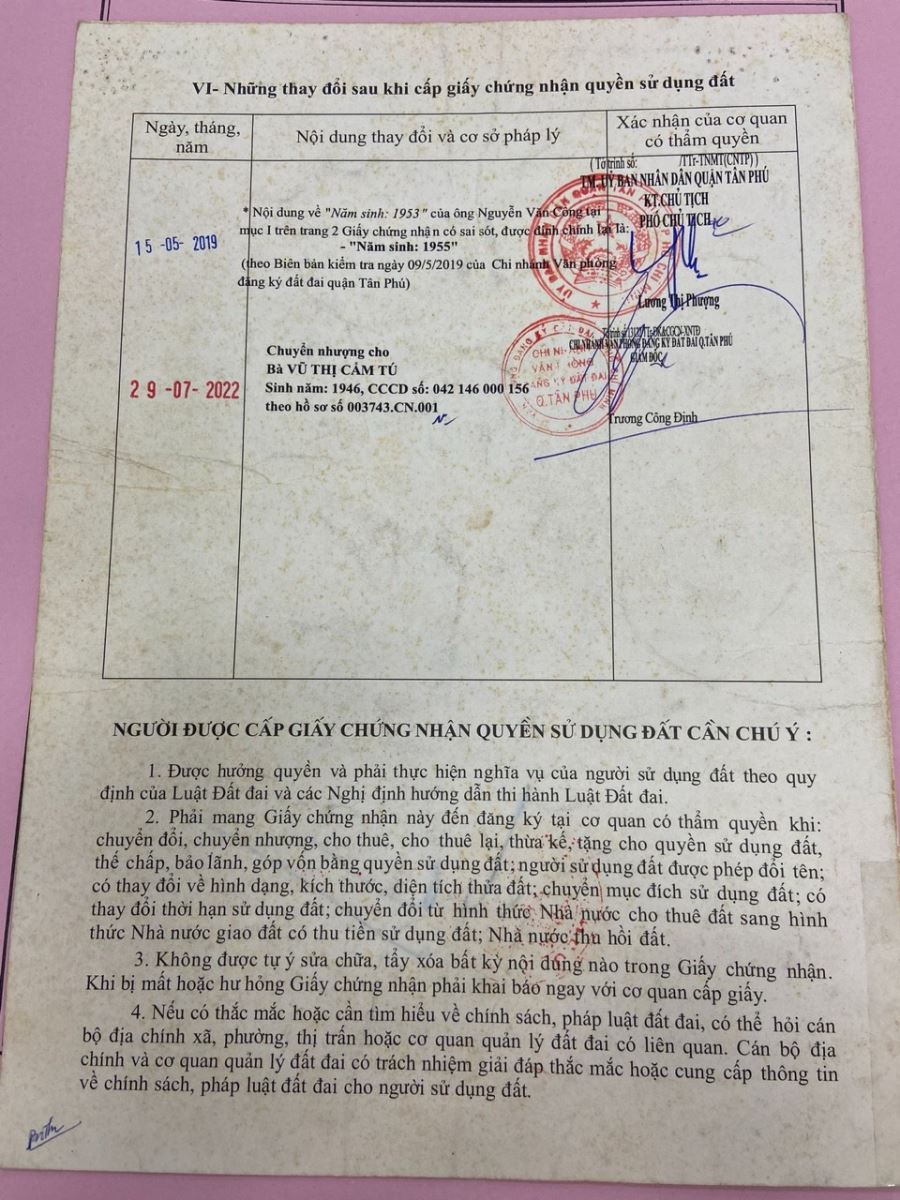 VI- Những thay đổi sau khi cấp giấy chứng nhận quyền sử dụng đất
Ngày, tháng,
năm
Nội dung thay đổi và cơ sở pháp lý
Xác nhận của cơ quan
có thẩm quyền
15-05-2019
* Nội dung về "Năm sinh: 1953" của ông Nguyễn Văn Công tại
mục I trên trang 2 Giấy chứng nhận có sai sót, được đính chính lại là:
- "Năm sinh: 1955"
(theo Biên bản kiểm tra ngày 09/5/2019 của Chi nhánh Văn phòng
đăng ký đất đai quận Tân Phú)
( Tờ trình số: /TTr-TNMT(CNTP) )
TM. UỶ BAN NHÂN DÂN QUẬN TÂN PHÚ
KT.CHỦ TỊCH
PHÓ CHỦ TỊCH
Lương Thị Phượng
29-07-2022
Chuyển nhượng cho
Bà VŨ THỊ CẨM TÚ
Sinh năm: 1946, CCCD số: 042 146 000 156
theo hồ sơ số 003743.CN.001
CHI NHÁNH VĂN PHÒNG ĐĂNG KÝ ĐẤT ĐAI Q.TÂN PHÚ
GIÁM ĐỐC
CHI NHÁNH
VĂN PHÒNG
ĐĂNG KÝ ĐẤT ĐAI
Q.TÂN PHÚ
Trương Công Định
NGƯỜI ĐƯỢC CẤP GIẤY CHỨNG NHẬN QUYỀN SỬ DỤNG ĐẤT CẦN CHÚ Ý :
1. Được hưởng quyền và phải thực hiện nghĩa vụ của người sử dụng đất theo quy
định của Luật Đất đai và các Nghị định hướng dẫn thi hành Luật Đất đai.
2. Phải mang Giấy chứng nhận này đến đăng ký tại cơ quan có thẩm quyền khi:
chuyển đổi, chuyển nhượng, cho thuê, cho thuê lại, thừa kế, tặng cho quyền sử dụng đất,
thế chấp, bảo lãnh, góp vốn bằng quyền sử dụng đất; người sử dụng đất được phép đổi tên;
có thay đổi về hình dạng, kích thước, diện tích thửa đất; chuyển mục đích sử dụng đất; có
thay đổi thời hạn sử dụng đất; chuyển đổi từ hình thức Nhà nước cho thuê đất sang hình
thức Nhà nước giao đất có thu tiền sử dụng đất; Nhà nước thu hồi đất.
3. Không được tự ý sửa chữa, tẩy xóa bất kỳ nội dung nào trong Giấy chứng nhận.
Khi bị mất hoặc hư hỏng Giấy chứng nhận phải khai báo ngay với cơ quan cấp giấy.
4. Nếu có thắc mắc hoặc cần tìm hiểu về chính sách, pháp luật đất đai, có thể hỏi cán
bộ địa chính xã, phường, thị trấn hoặc cơ quan quản lý đất đai có liên quan. Cán bộ địa
chính và cơ quan quản lý đất đai có trách nhiệm giải đáp thắc mắc hoặc cung cấp thông tin
về chính sách, pháp luật đất đai cho người sử dụng đất.